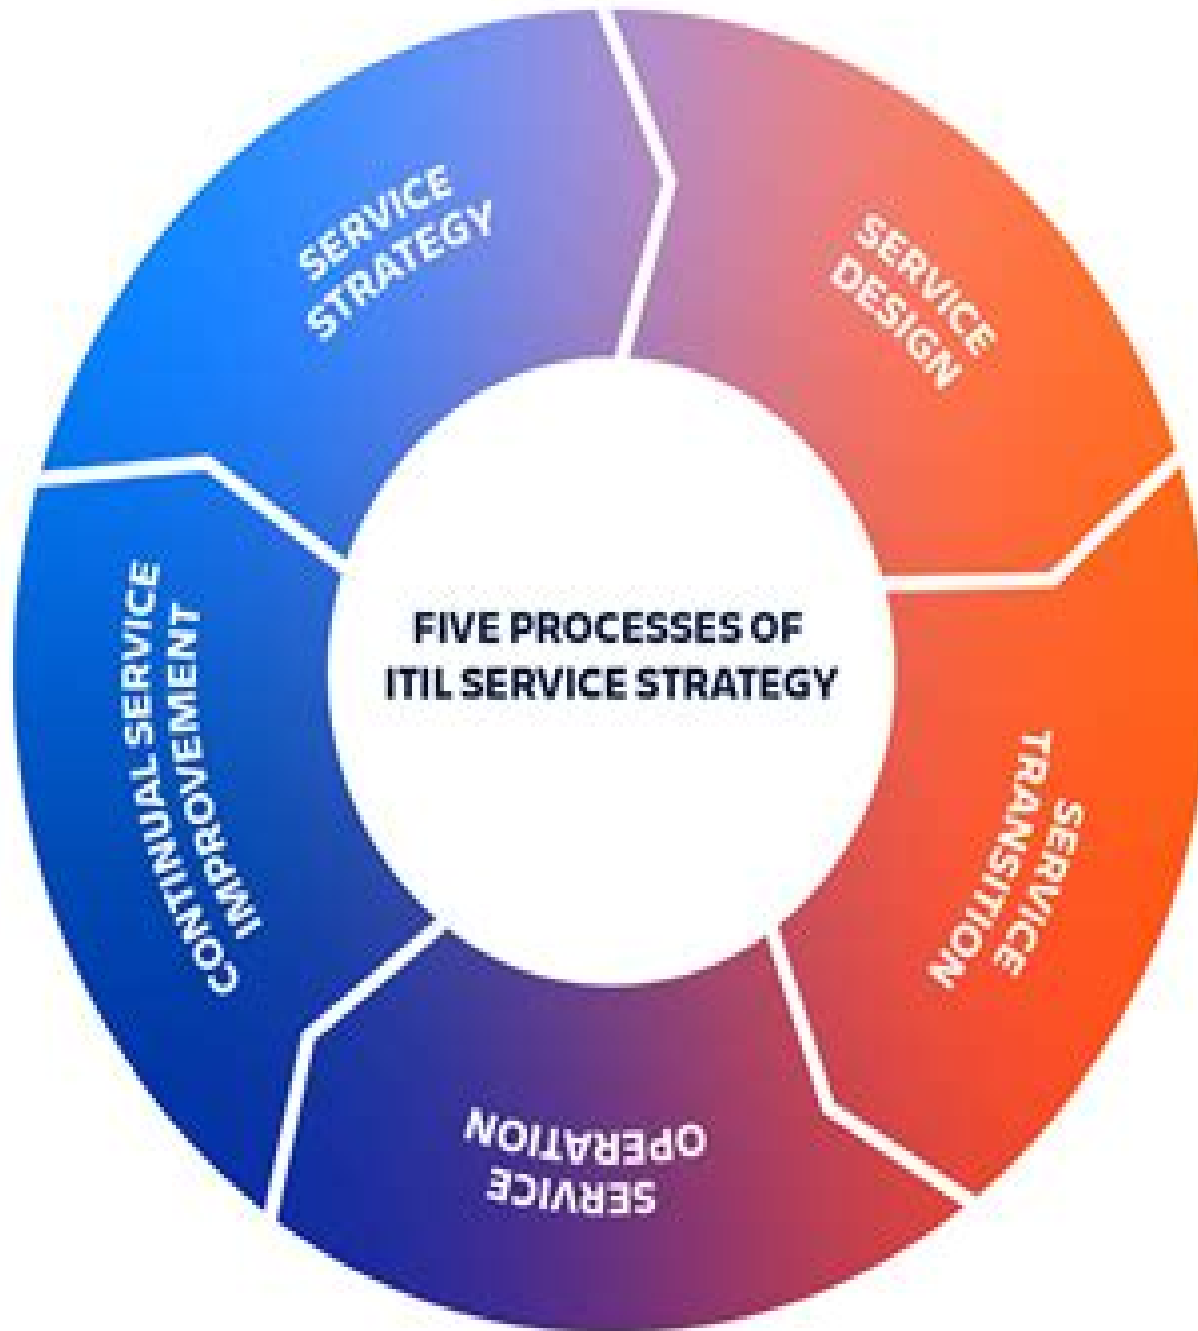 FIVE PROCESSES OF
ITIL SERVICE STRATEGY
SERVICE
STRATEGY
SERVICE
DESIGN
SERVICE
TRANSITION
SERVICE
OPERATION
CONTINUAL SERVICE
IMPROVEMENT